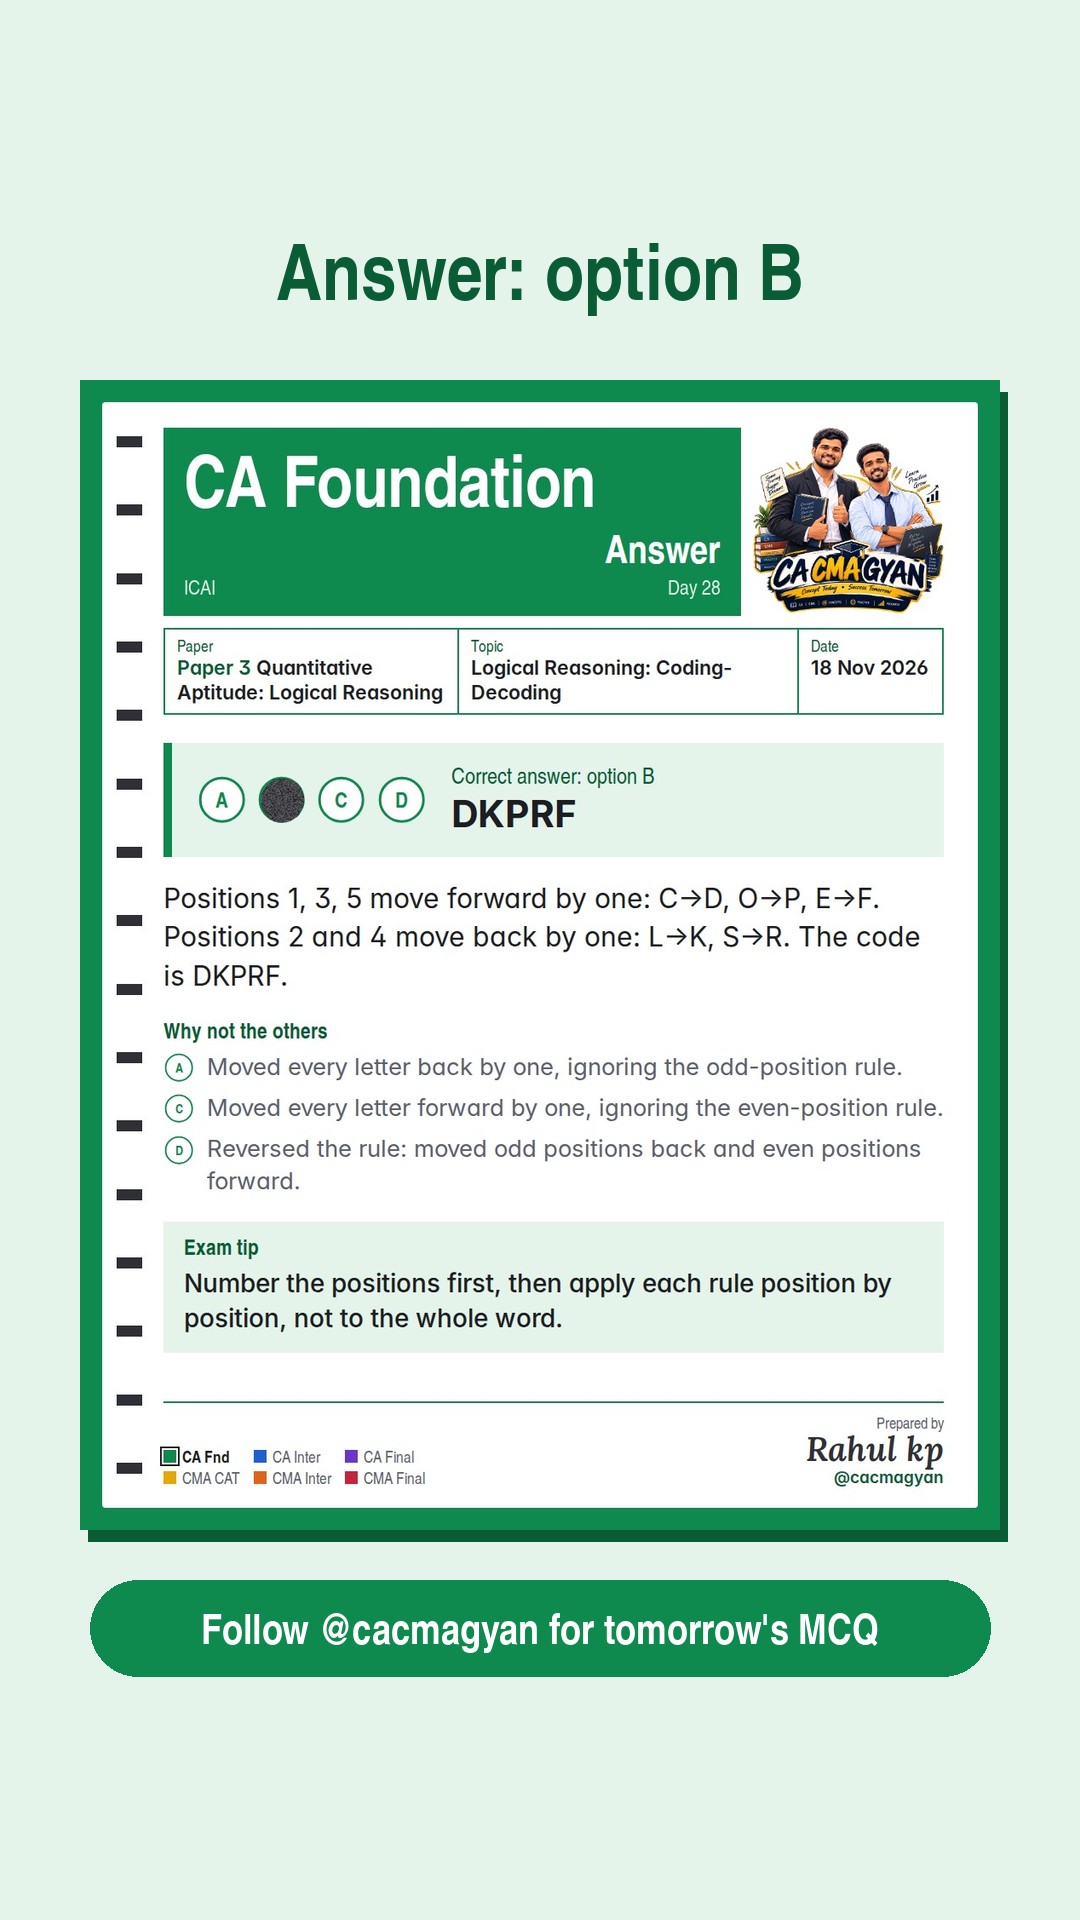 Answer: option B
CA Foundation
Answer
ICAI
Day 28
CA CMA GYAN
Concept Today • Success Tomorrow
Paper
Paper 3 Quantitative
Aptitude: Logical Reasoning
Topic
Logical Reasoning: Coding-
Decoding
Date
18 Nov 2026
A
C
D
Correct answer: option B
DKPRF
Positions 1, 3, 5 move forward by one: C→D, O→P, E→F.
Positions 2 and 4 move back by one: L→K, S→R. The code
is DKPRF.
Why not the others
A Moved every letter back by one, ignoring the odd-position rule.
C Moved every letter forward by one, ignoring the even-position rule.
D Reversed the rule: moved odd positions back and even positions
forward.
Exam tip
Number the positions first, then apply each rule position by
position, not to the whole word.
CA Fnd CA Inter CA Final
CMA CAT CMA Inter CMA Final
Prepared by
Rahul kp
@cacmagyan
Follow @cacmagyan for tomorrow's MCQ